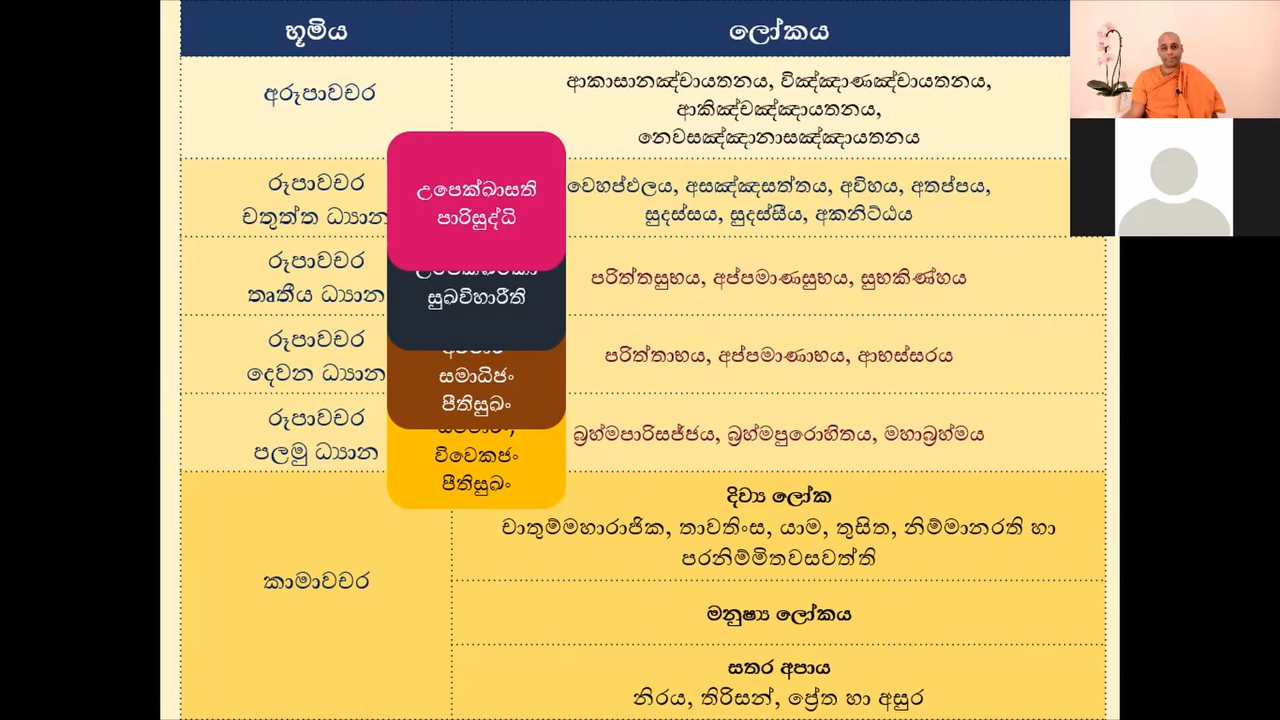 භූමිය
ලෝකය
අරූපාවචර
ආකාසානඤ්චායතනය, විඤ්ඤාණඤ්චායතනය,
ආකිඤ්චඤ්ඤායතනය,
නෙවසඤ්ඤානාසඤ්ඤායතනය
රූපාවචර
චතුත්ත ධ්‍යාන
උපෙක්ඛාසති
පාරිසුද්ධි
වෙහප්ඵලය, අසඤ්ඤසත්තය, අවිහය, අතප්පය,
සුදස්සය, සුදස්සීය, අකනිට්ඨය
රූපාවචර
තෘතීය ධ්‍යාන
සුඛවිහාරීති
පරිත්තසුභය, අප්පමාණසුභය, සුභකිණ්හය
රූපාවචර
දෙවන ධ්‍යාන
සමාධිජං
පීතිසුඛං
පරිත්තාභය, අප්පමාණාභය, ආභස්සරය
රූපාවචර
පලමු ධ්‍යාන
විවෙකජං
පීතිසුඛං
බ්‍රහ්මපාරිසජ්ජය, බ්‍රහ්මපුරොහිතය, මහාබ්‍රහ්මය
කාමාවචර
දිව්‍ය ලෝක
චාතුම්මහාරාජික, තාවතිංස, යාම, තුසිත, නිම්මානරති හා
පරනිම්මිතවසවත්ති
මනුෂ්‍ය ලෝකය
සතර අපාය
නිරය, තිරිසන්, ප්‍රේත හා අසුර